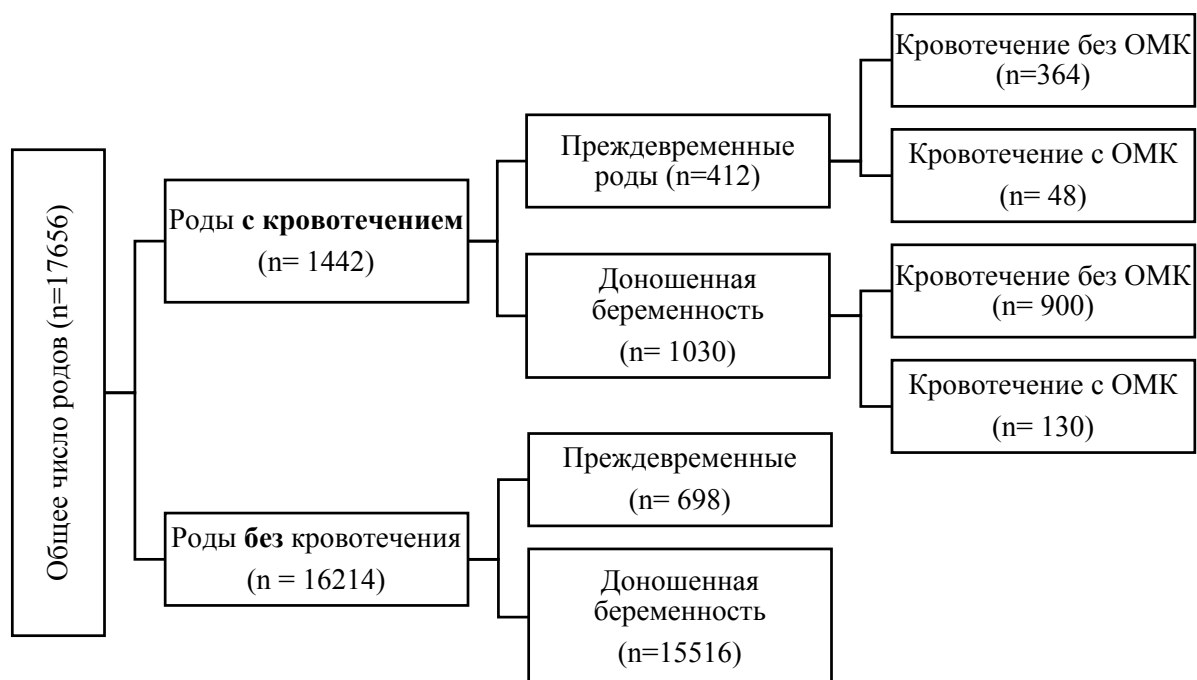 Общее число родов (n=17656)
Роды с кровотечением
(n= 1442)
Роды без кровотечения
(n = 16214)
Преждевременные
роды (n=412)
Доношенная
беременность
(n= 1030)
Преждевременные
(n= 698)
Доношенная
беременность
(n=15516)
Кровотечение без ОМК
(n=364)
Кровотечение с ОМК
(n= 48)
Кровотечение без ОМК
(n= 900)
Кровотечение с ОМК
(n= 130)